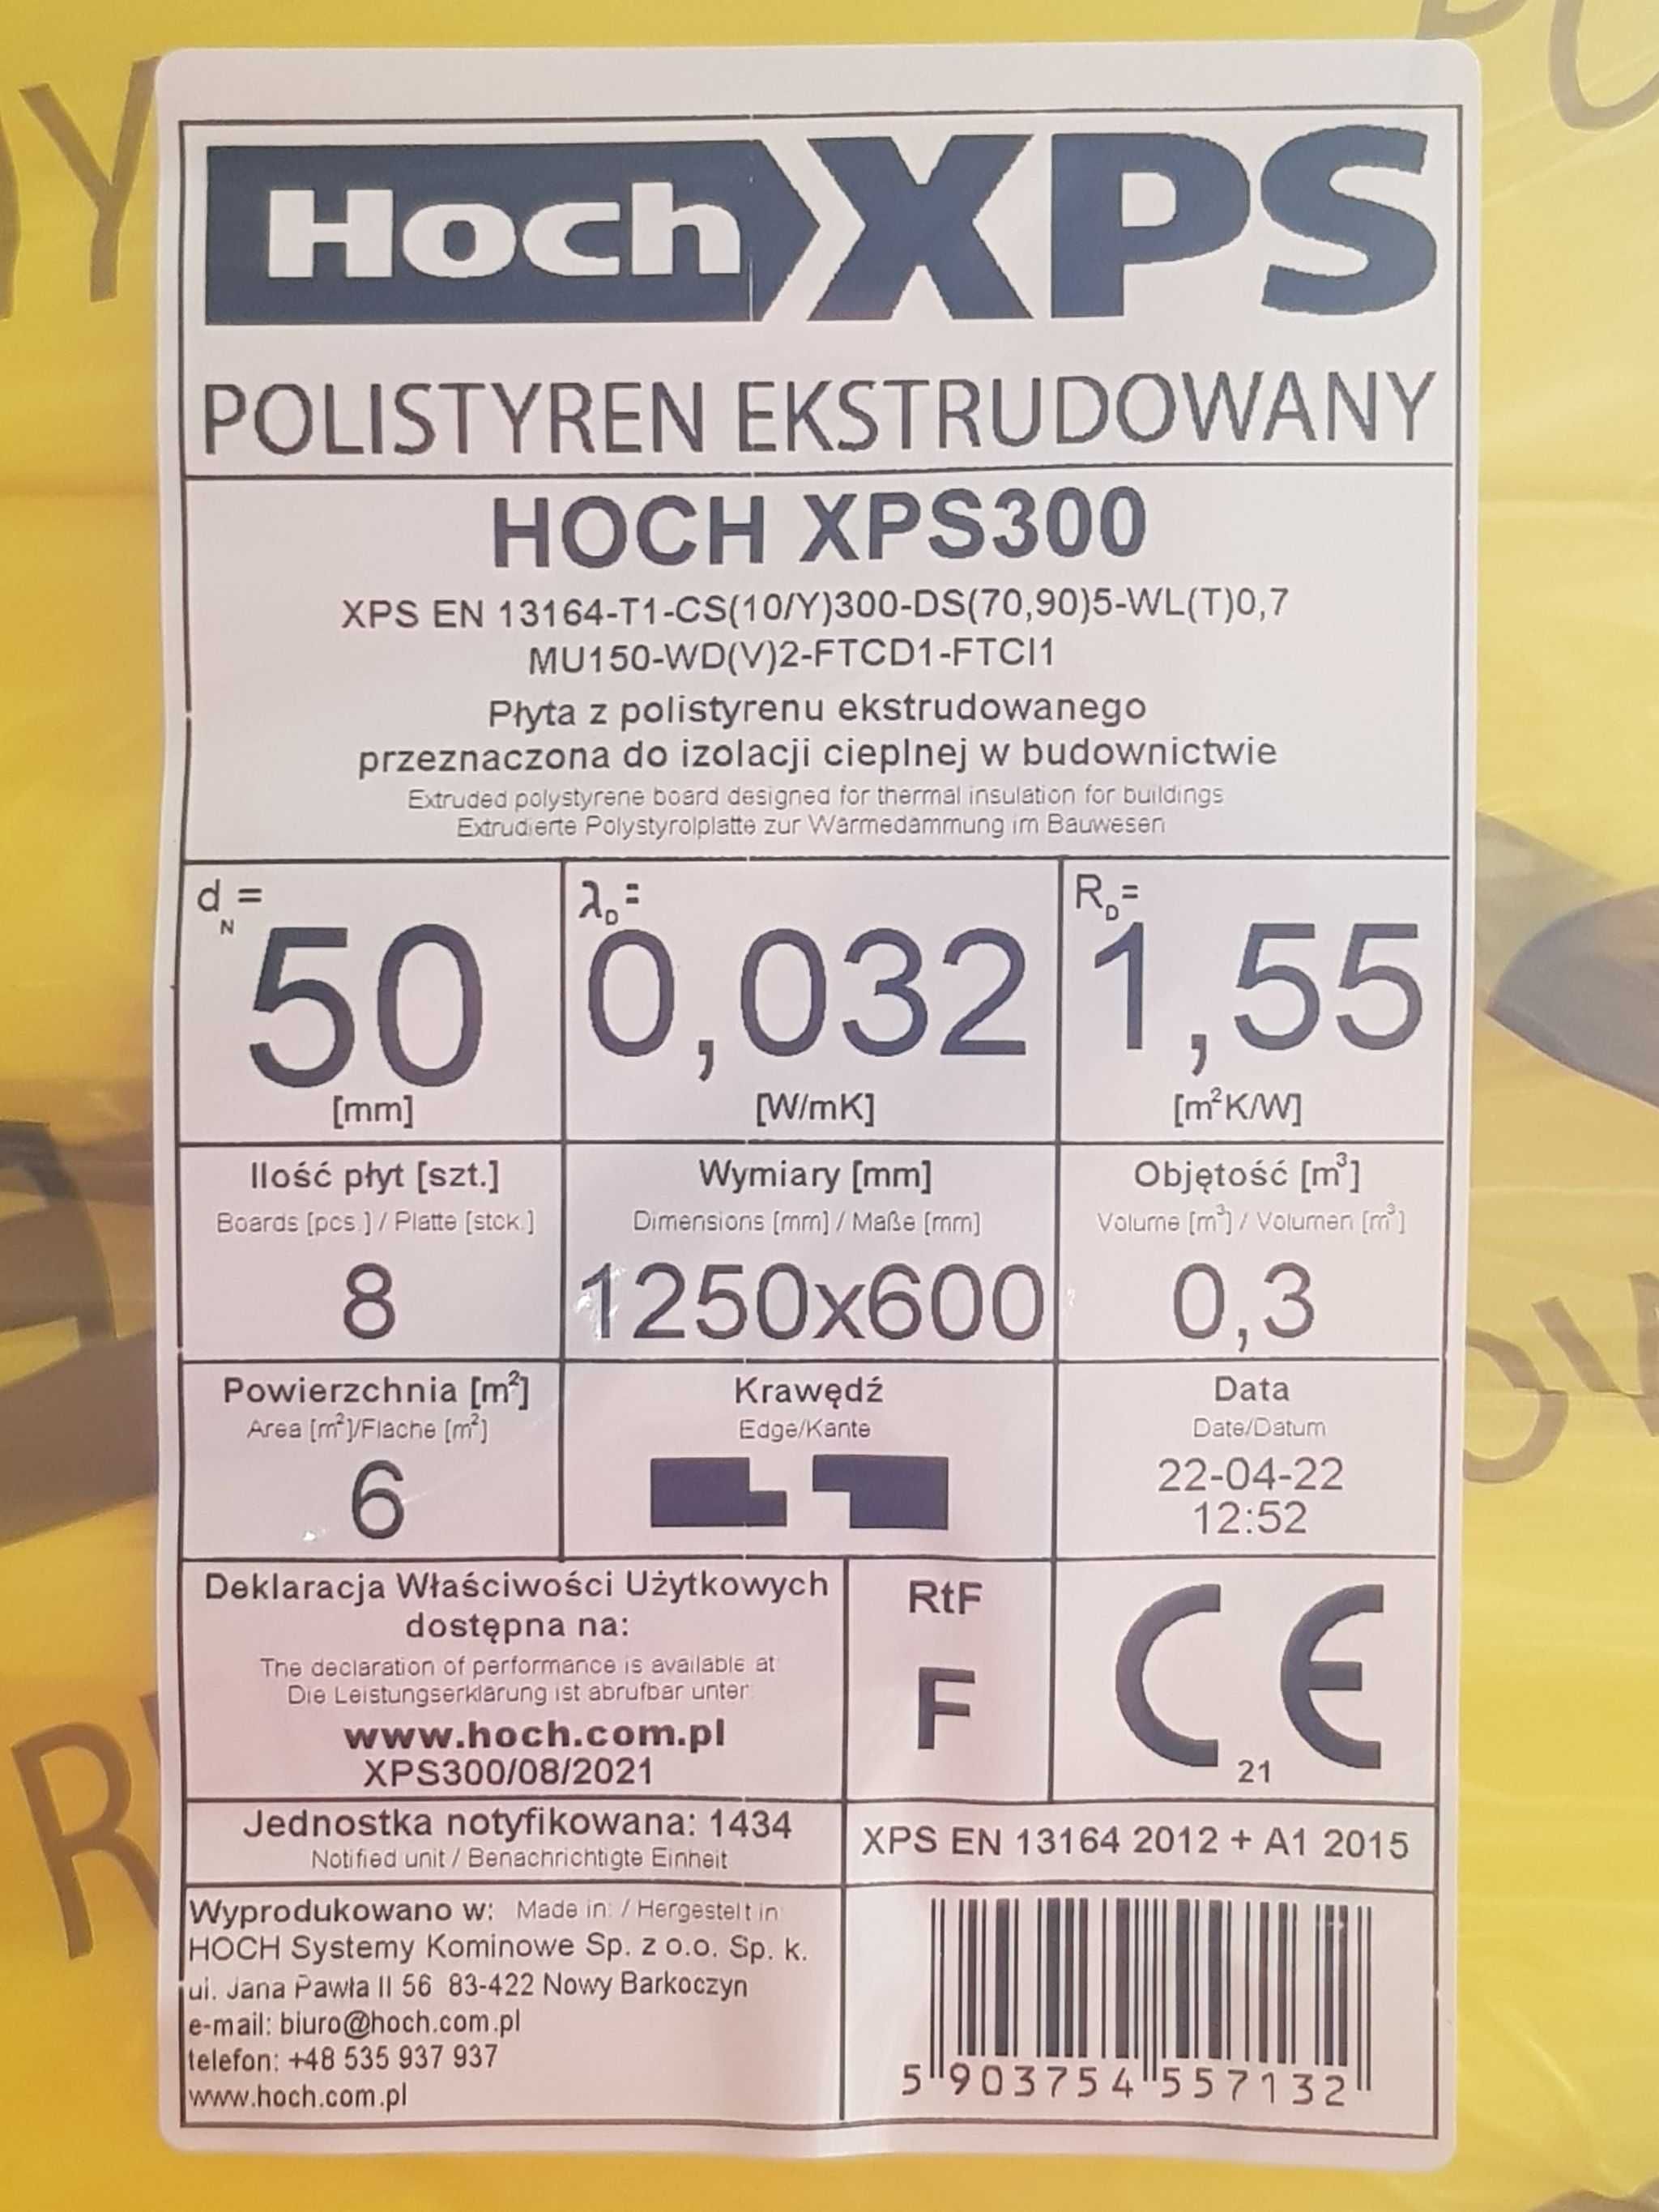 Hoch XPS
POLISTYREN EKSTRUDOWANY
HOCH XPS300
XPS EN 13164-T1-CS(10/Y)300-DS(70,90)5-WL(T)0,7
MU150-WD(V)2-FTCD1-FTCI1
Płyta z polistyrenu ekstrudowanego
przeznaczona do izolacji cieplnej w budownictwie
Extruded polystyrene board designed for thermal insulation for buildings
Extrudierte Polystyrolplatte zur Wärmedämmung im Bauwesen
d_N = 50 [mm]
λ_D = 0,032 [W/mK]
R_D = 1,55 [m²K/W]
Ilość płyt [szt.]
Boards [pcs.] / Platte [stck.]
8
Wymiary [mm]
Dimensions [mm] / Maße [mm]
1250x600
Objętość [m³]
Volume [m³] / Volumen [m³]
0,3
Powierzchnia [m²]
Area [m²]/Fläche [m²]
6
Krawędź
Edge/Kante
Data
Date/Datum
22-04-22
12:52
Deklaracja Właściwości Użytkowych
dostępna na:
The declaration of performance is available at
Die Leistungserklärung ist abrufbar unter
www.hoch.com.pl
XPS300/08/2021
RtF
F
CE
21
Jednostka notyfikowana: 1434
Notified unit / Benachrichtigte Einheit
XPS EN 13164 2012 + A1 2015
Wyprodukowano w: Made in: / Hergestelt in:
HOCH Systemy Kominowe Sp. z o.o. Sp. k.
ul. Jana Pawła II 56 83-422 Nowy Barkoczyn
e-mail: biuro@hoch.com.pl
telefon: +48 535 937 937
www.hoch.com.pl
5 903754 557132